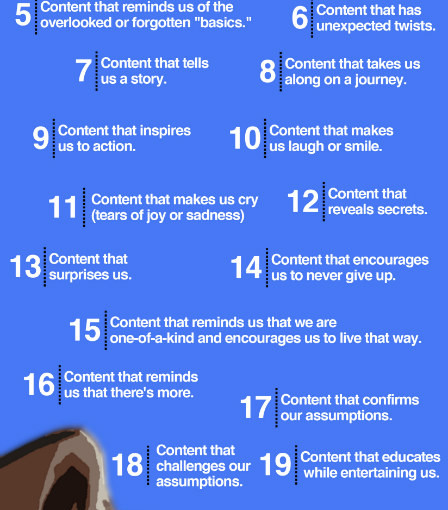 5 Content that reminds us of the
overlooked or forgotten "basics."
6 Content that has
unexpected twists.
7 Content that tells
us a story.
8 Content that takes us
along on a journey.
9 Content that inspires
us to action.
10 Content that makes
us laugh or smile.
11 Content that makes us cry
(tears of joy or sadness)
12 Content that
reveals secrets.
13 Content that
surprises us.
14 Content that encourages
us to never give up.
15 Content that reminds us that we are
one-of-a-kind and encourages us to live that way.
16 Content that reminds
us that there's more.
17 Content that confirms
our assumptions.
18 Content that
challenges our
assumptions.
19 Content that educates
while entertaining us.